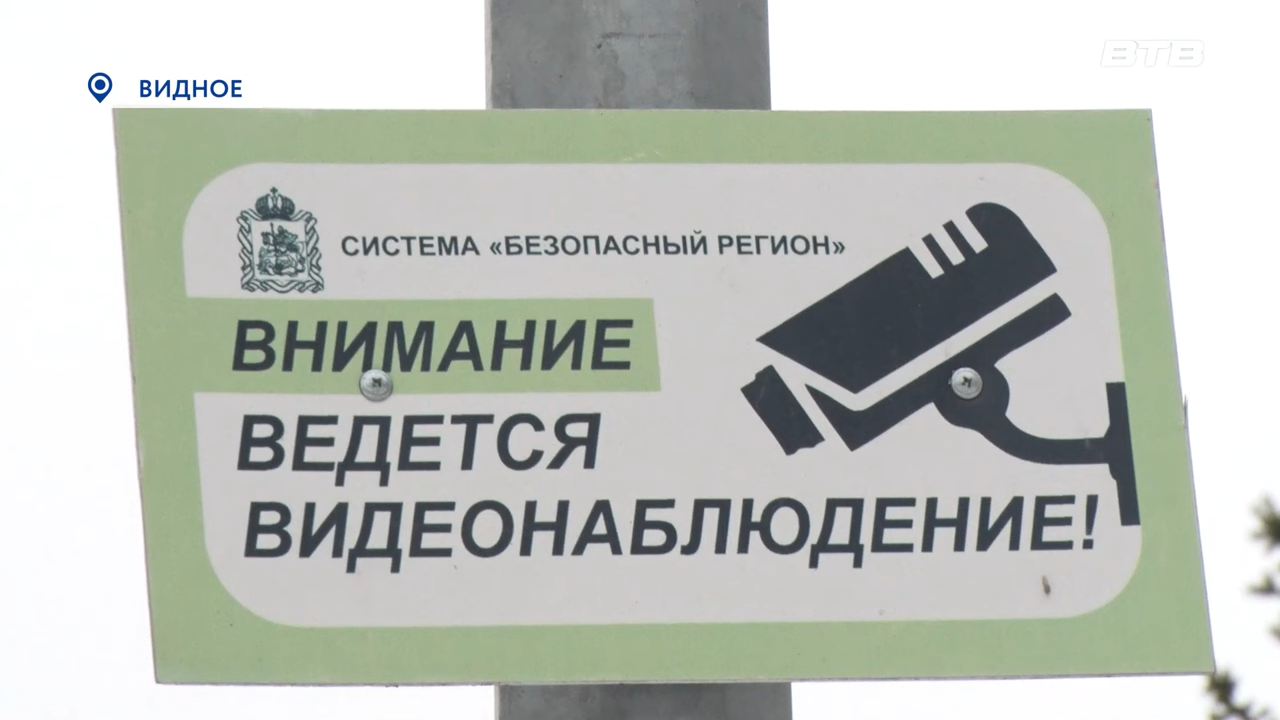 ВТВ
ВИДНОЕ
СИСТЕМА «БЕЗОПАСНЫЙ РЕГИОН»
ВНИМАНИЕ
ВЕДЕТСЯ
ВИДЕОНАБЛЮДЕНИЕ!